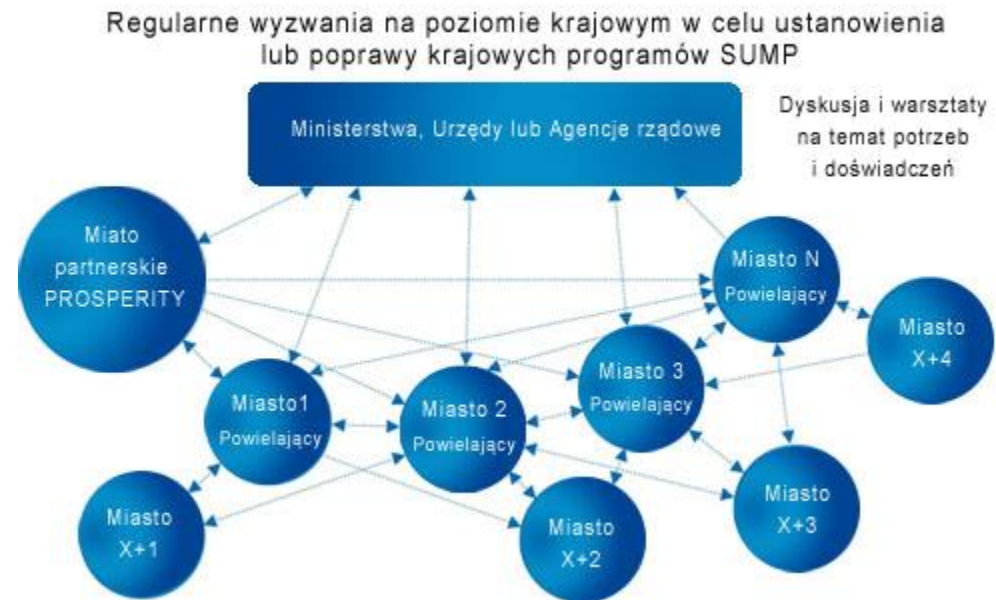 Regularne wyzwania na poziomie krajowym w celu ustanowienia
lub poprawy krajowych programów SUMP
Ministerstwa, Urzędy lub Agencje rządowe
Dyskusja i warsztaty
na temat potrzeb
i doświadczeń
Miato
partnerskie
PROSPERITY
Miasto N
Powielający
Miasto
X+4
Miasto 3
Powielający
Miasto1
Powielający
Miasto 2
Powielający
Miasto
X+1
Miasto
X+2
Miasto
X+3